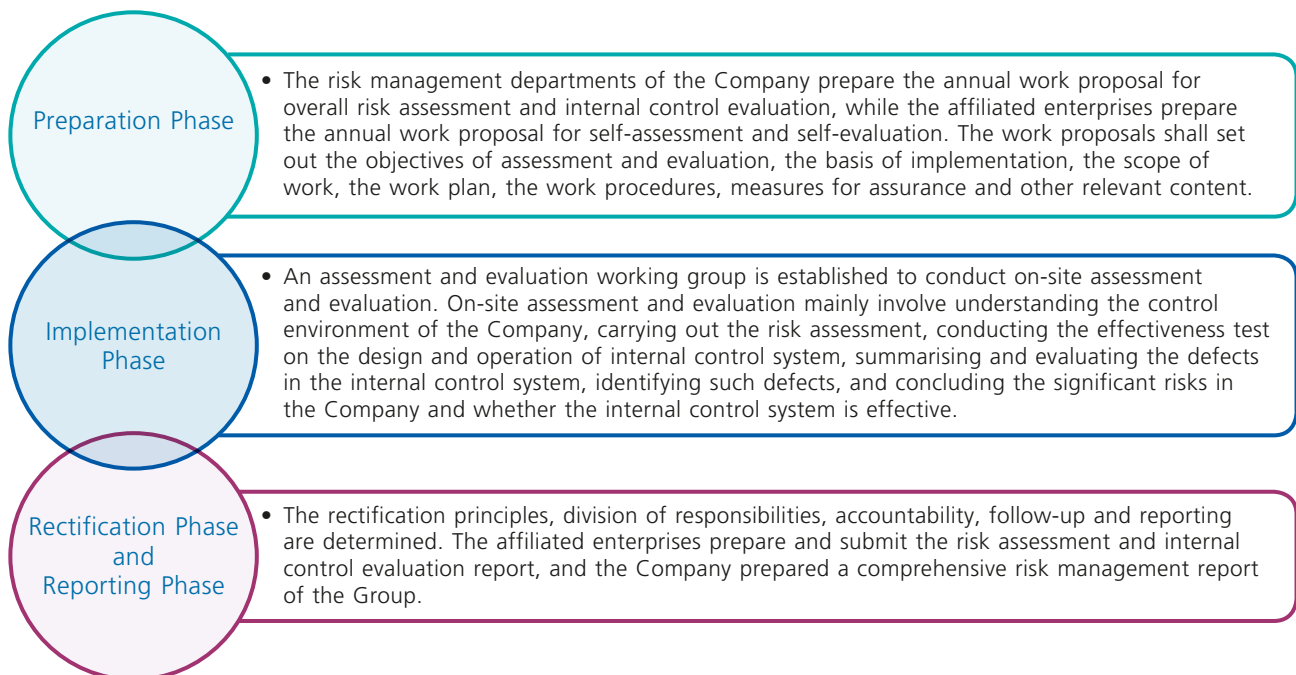 Preparation Phase
• The risk management departments of the Company prepare the annual work proposal for
overall risk assessment and internal control evaluation, while the affiliated enterprises prepare
the annual work proposal for self-assessment and self-evaluation. The work proposals shall set
out the objectives of assessment and evaluation, the basis of implementation, the scope of
work, the work plan, the work procedures, measures for assurance and other relevant content.
Implementation
Phase
• An assessment and evaluation working group is established to conduct on-site assessment
and evaluation. On-site assessment and evaluation mainly involve understanding the control
environment of the Company, carrying out the risk assessment, conducting the effectiveness test
on the design and operation of internal control system, summarising and evaluating the defects
in the internal control system, identifying such defects, and concluding the significant risks in
the Company and whether the internal control system is effective.
Rectification Phase
and
Reporting Phase
• The rectification principles, division of responsibilities, accountability, follow-up and reporting
are determined. The affiliated enterprises prepare and submit the risk assessment and internal
control evaluation report, and the Company prepared a comprehensive risk management report
of the Group.